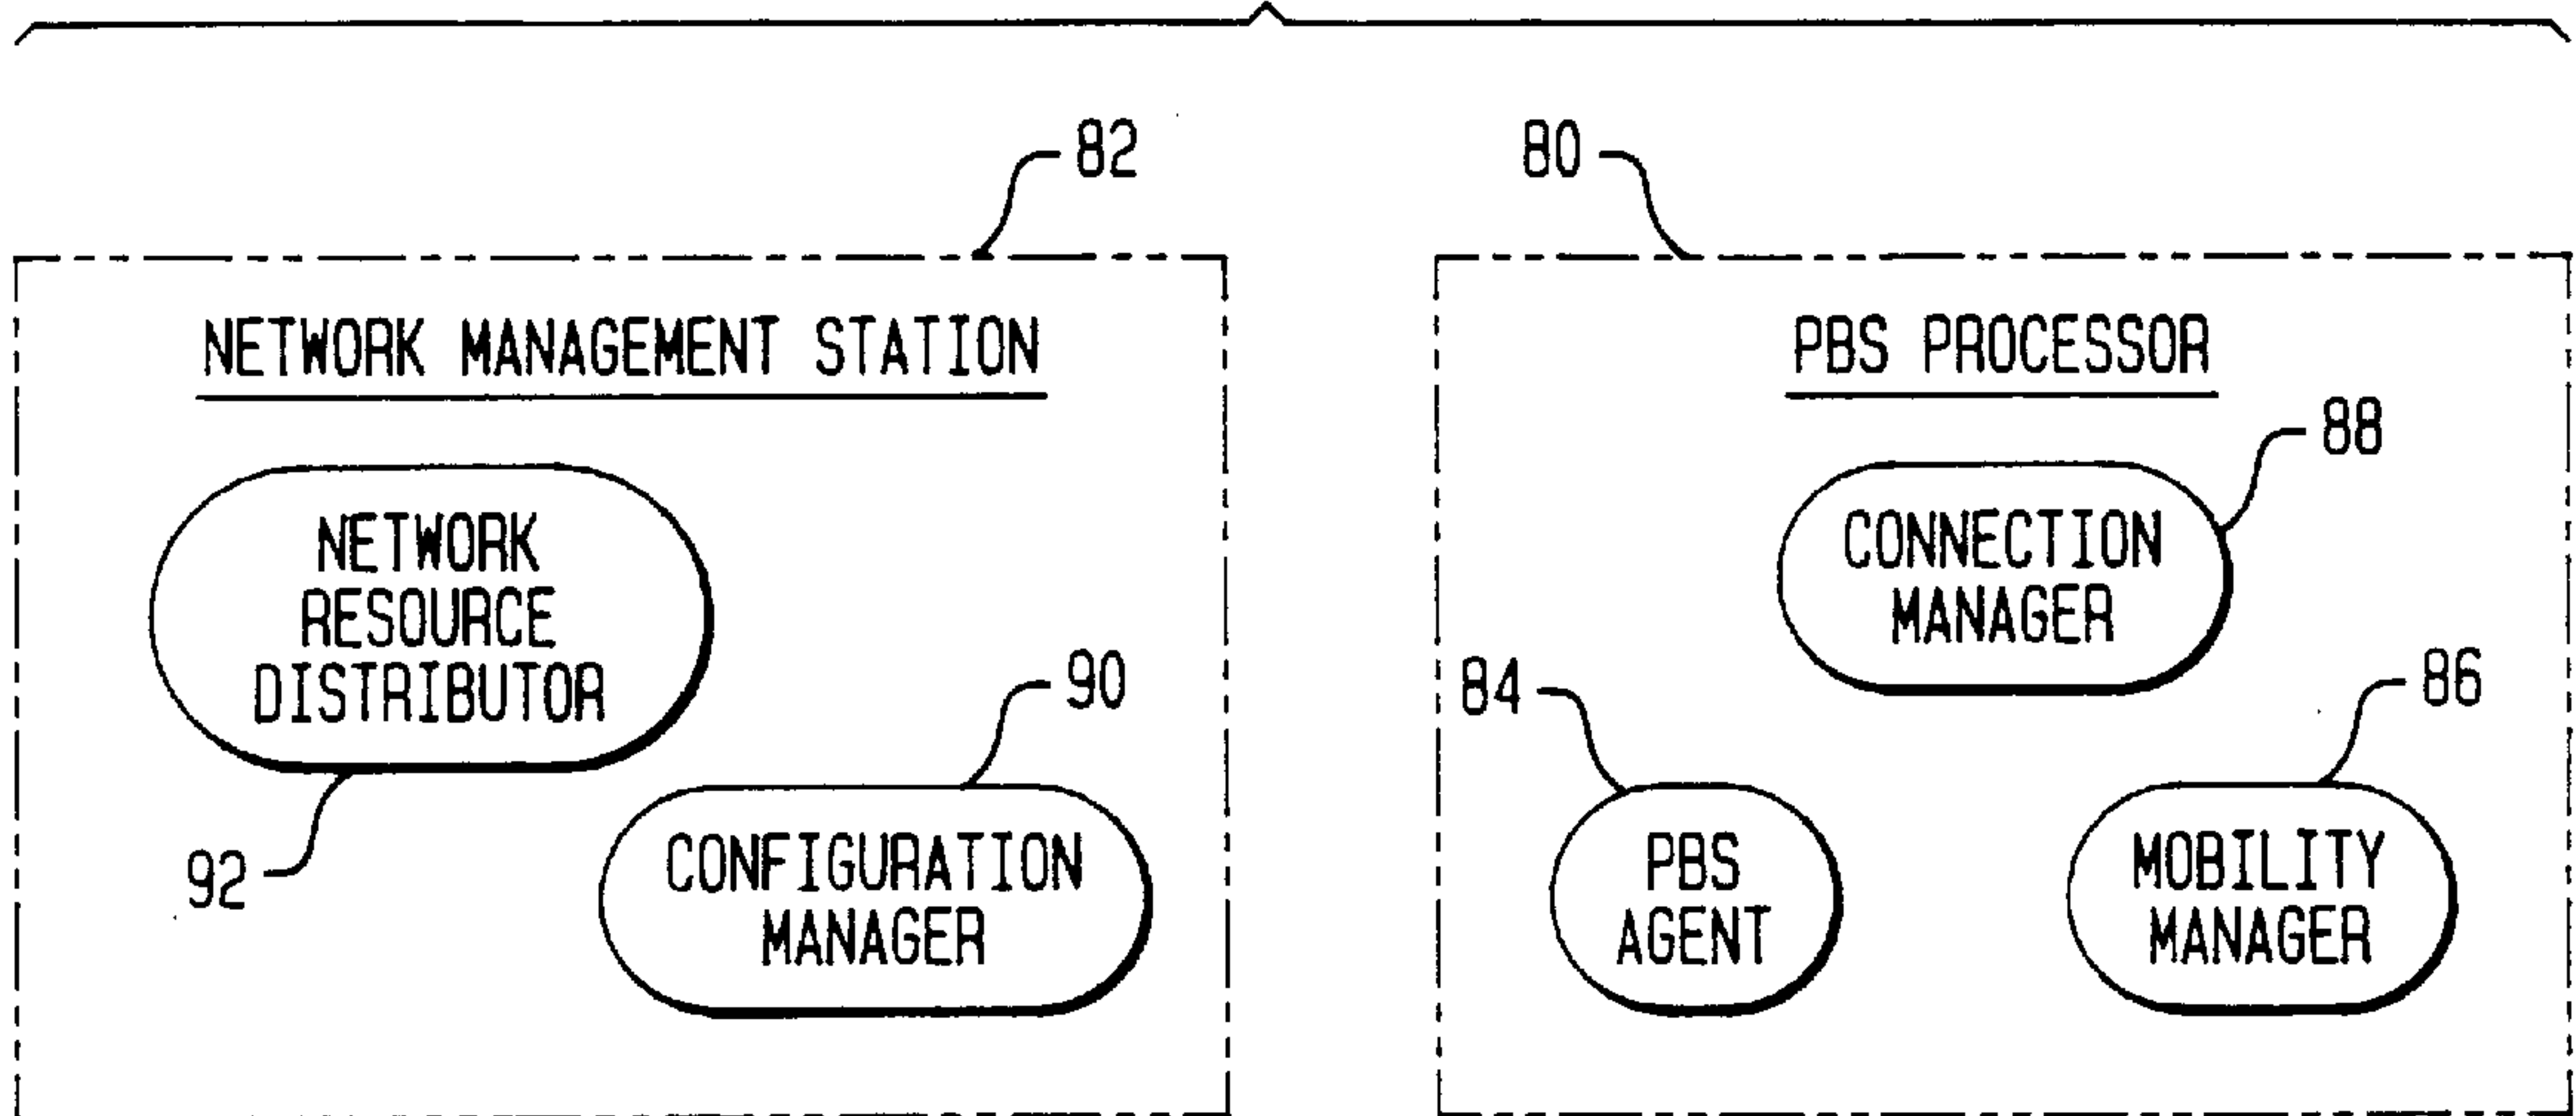 82
80
NETWORK MANAGEMENT STATION
PBS PROCESSOR
88
NETWORK
RESOURCE
DISTRIBUTOR
92
90
CONFIGURATION
MANAGER
CONNECTION
MANAGER
84
86
PBS
AGENT
MOBILITY
MANAGER